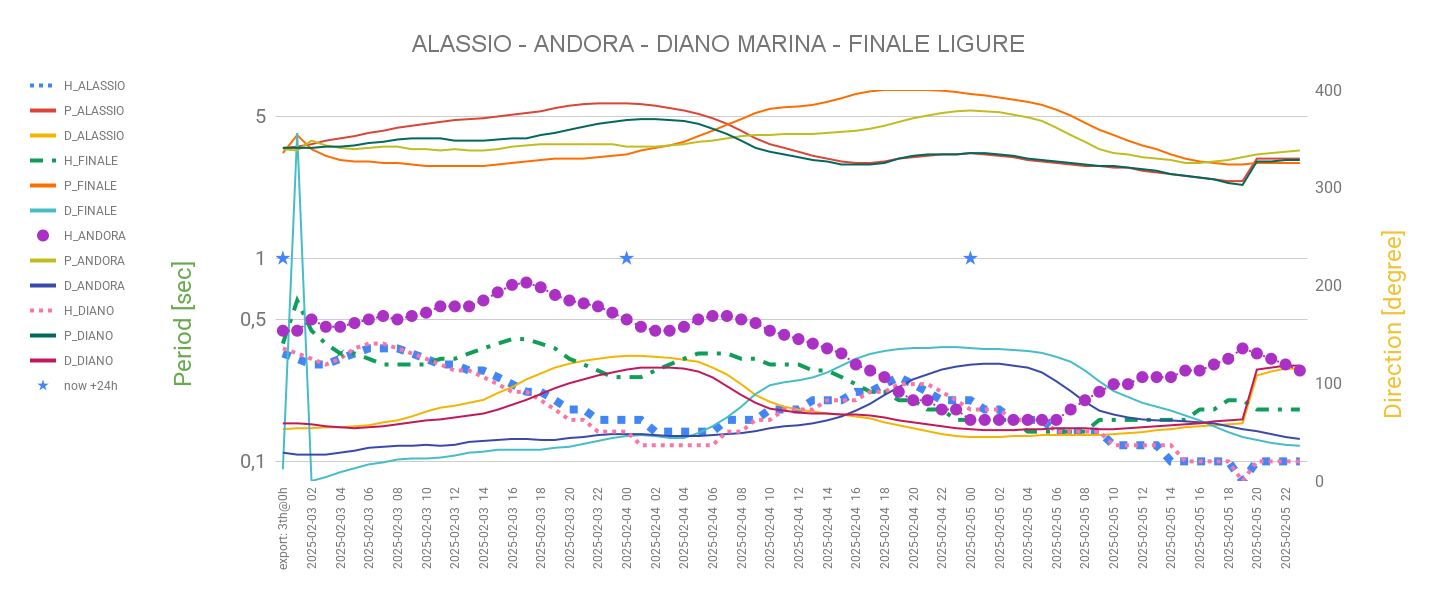 ALASSIO - ANDORA - DIANO MARINA - FINALE LIGURE
H_ALASSIO
P_ALASSIO
D_ALASSIO
H_FINALE
P_FINALE
D_FINALE
H_ANDORA
P_ANDORA
D_ANDORA
H_DIANO
P_DIANO
D_DIANO
now +24h
Period [sec]
5
1
0,5
0,1
400
300
200
100
0
Direction [degree]
export: 3th@0h
2025-02-03 02
2025-02-03 04
2025-02-03 06
2025-02-03 08
2025-02-03 10
2025-02-03 12
2025-02-03 14
2025-02-03 16
2025-02-03 18
2025-02-03 20
2025-02-03 22
2025-02-04 00
2025-02-04 02
2025-02-04 04
2025-02-04 06
2025-02-04 08
2025-02-04 10
2025-02-04 12
2025-02-04 14
2025-02-04 16
2025-02-04 18
2025-02-04 20
2025-02-04 22
2025-02-05 00
2025-02-05 02
2025-02-05 04
2025-02-05 06
2025-02-05 08
2025-02-05 10
2025-02-05 12
2025-02-05 14
2025-02-05 16
2025-02-05 18
2025-02-05 20
2025-02-05 22